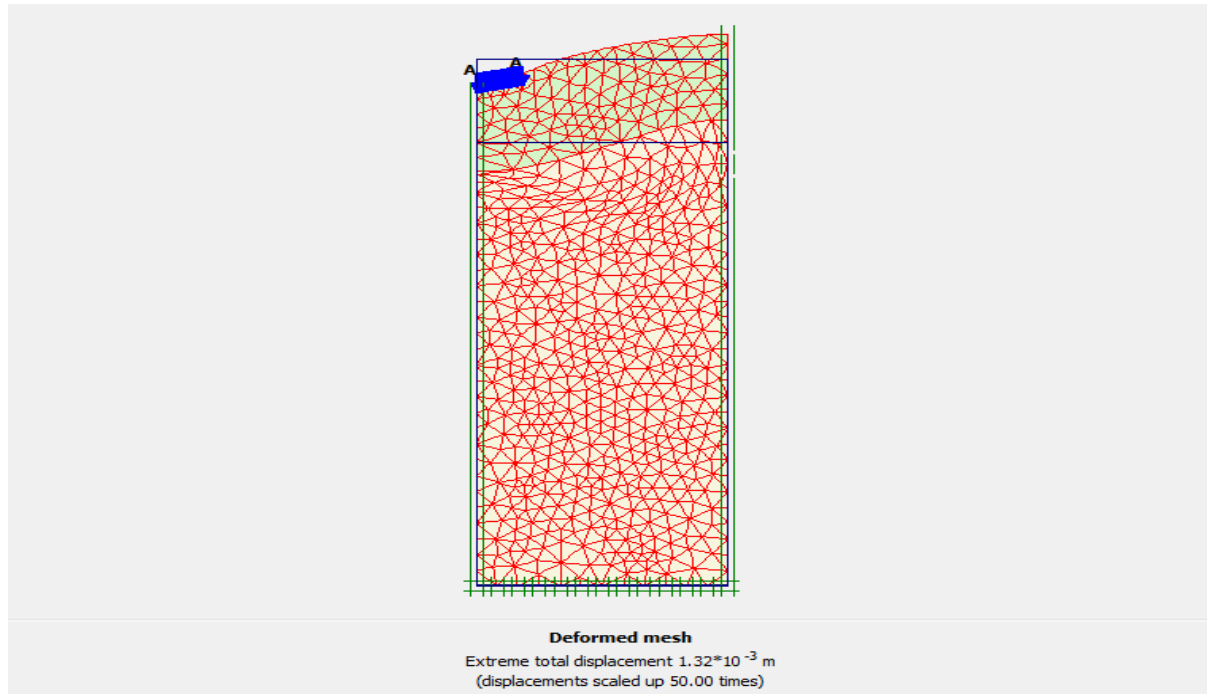 A A
Deformed mesh
Extreme total displacement 1.32*10 -3 m
(displacements scaled up 50.00 times)